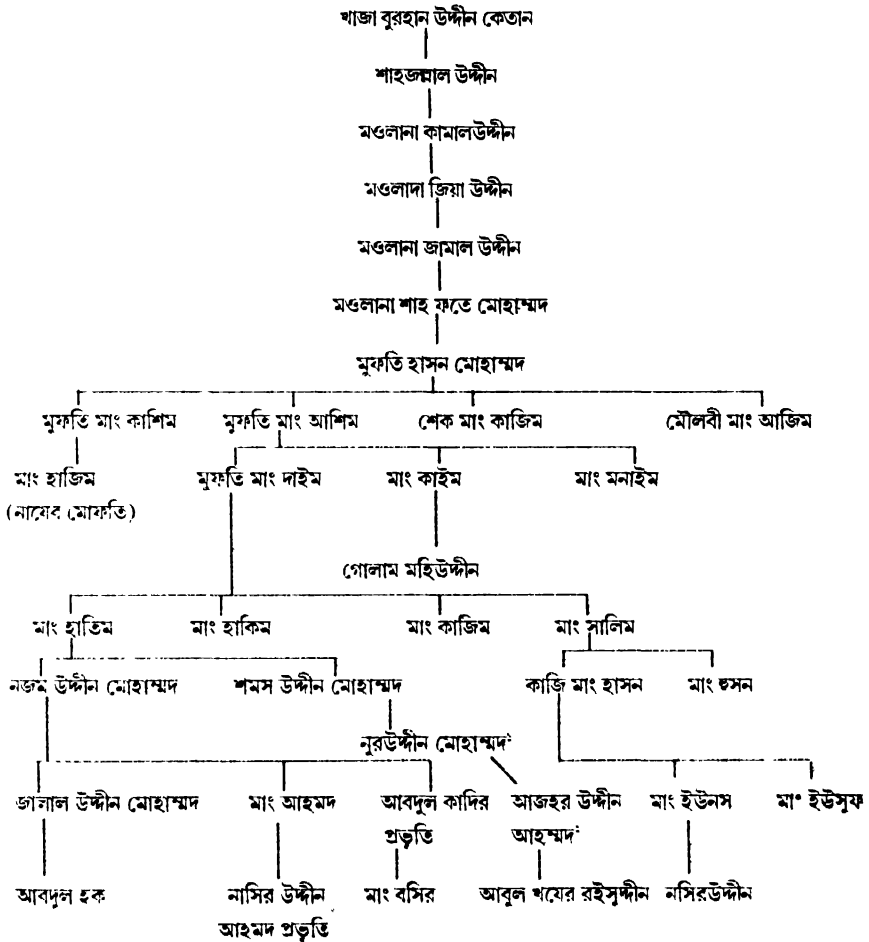 খাজা বুরহান উদ্দীন কেতান
শাহজালাল উদ্দীন
মওলানা কামালউদ্দীন
মওলাদা জিয়া উদ্দীন
মওলানা জামাল উদ্দীন
মওলানা শাহ ফতে মোহাম্মদ
মুফতি হাসন মোহাম্মদ
মুফতি মাং কাশিম মুফতি মাং আশিম শেক মাং কাজিম মৌলবী মাং আজিম
মাং হাজিম মুফতি মাং দাইম মাং কাইম মাং মনাইম
(নায়েব মোফতি)
গোলাম মহিউদ্দীন
মাং হাতিম মাং হাকিম মাং কাজিম মাং সালিম
নজম উদ্দীন মোহাম্মদ শমস উদ্দীন মোহাম্মদ কাজি মাং হাসন মাং হুসন
নুরউদ্দীন মোহাম্মদঃ
জালাল উদ্দীন মোহাম্মদ মাং আহমদ আবদুল কাদির আজহর উদ্দীন মাং ইউনস মাং ইউসুফ
প্রভৃতি আহম্মদঃ
আবদুল হক নাসির উদ্দীন মাং বসির আবুল খযের রইসুদ্দীন নসিরউদ্দীন
আহমদ প্রভৃতি